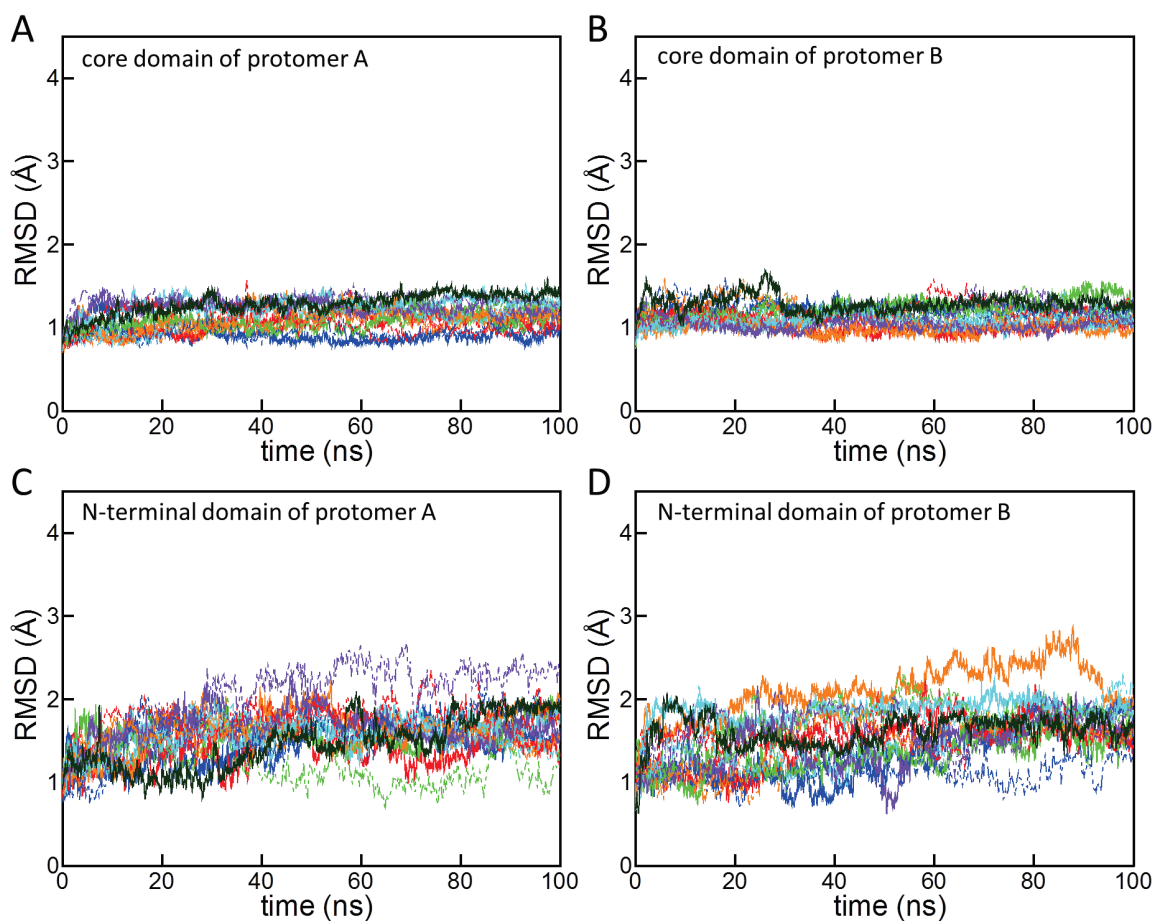 A
B
core domain of protomer A
core domain of protomer B
4
3
2
1
0
RMSD (Å)
0 20 40 60 80 100
time (ns)
4
3
2
1
0
RMSD (Å)
0 20 40 60 80 100
time (ns)
C
D
N-terminal domain of protomer A
N-terminal domain of protomer B
4
3
2
1
0
RMSD (Å)
0 20 40 60 80 100
time (ns)
4
3
2
1
0
RMSD (Å)
0 20 40 60 80 100
time (ns)